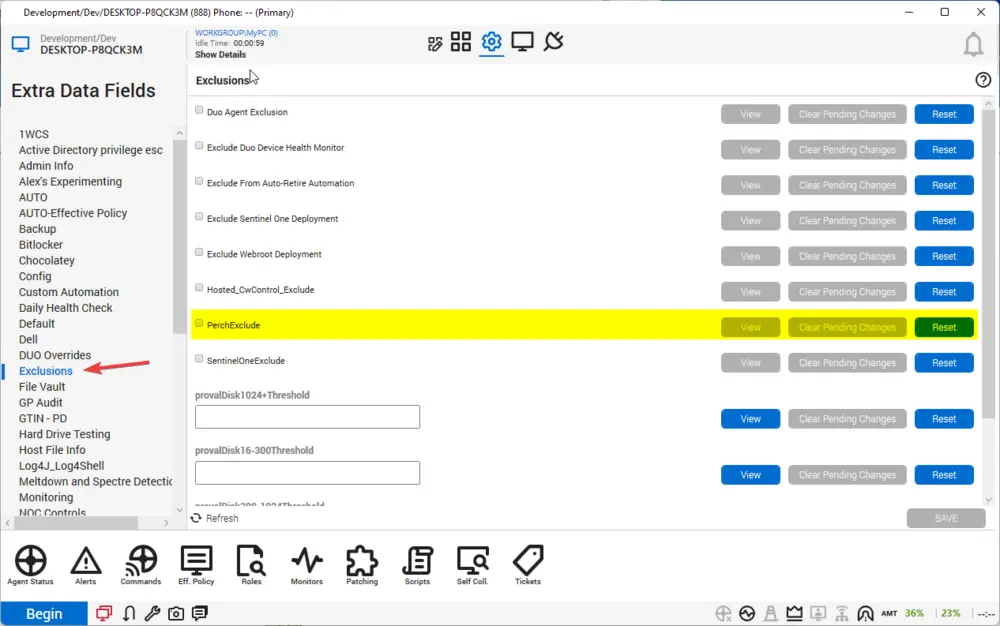 Development/Dev/DESKTOP-P8QCK3M (888) Phone: -- (Primary)
Development/Dev
DESKTOP-P8QCK3M
WORKGROUP\MyPC (0)
Idle Time: 00:00:59
Show Details
Extra Data Fields
1WCS
Active Directory privilege esc
Admin Info
Alex's Experimenting
AUTO
AUTO-Effective Policy
Backup
Bitlocker
Chocolatey
Config
Custom Automation
Daily Health Check
Default
Dell
DUO Overrides
Exclusions
File Vault
GP Audit
GTIN - PD
Hard Drive Testing
Host File Info
Log4J_Log4Shell
Meltdown and Spectre Detectic
Monitoring
NOC Controls
Exclusions
Duo Agent Exclusion View Clear Pending Changes Reset
Exclude Duo Device Health Monitor View Clear Pending Changes Reset
Exclude From Auto-Retire Automation View Clear Pending Changes Reset
Exclude Sentinel One Deployment View Clear Pending Changes Reset
Exclude Webroot Deployment View Clear Pending Changes Reset
Hosted_CwControl_Exclude View Clear Pending Changes Reset
PerchExclude View Clear Pending Changes Reset
SentinelOneExclude View Clear Pending Changes Reset
provalDisk1024+Threshold
View Clear Pending Changes Reset
provalDisk16-300Threshold
View Clear Pending Changes Reset
provalDisk300-1024Threshold
Refresh
SAVE
Agent Status Alerts Commands Eff. Policy Roles Monitors Patching Scripts Self Coll. Tickets
Begin
AMT 36% 23% --:--